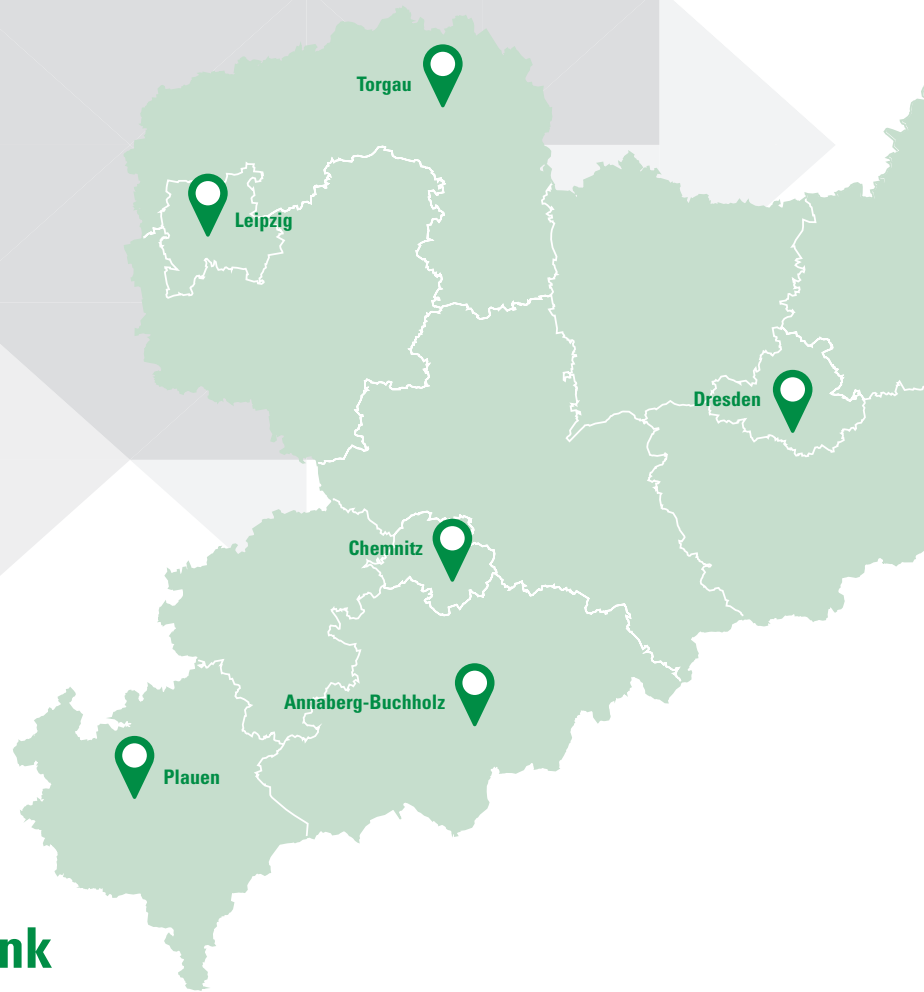 Torgau
Leipzig
Dresden
Chemnitz
Annaberg-Buchholz
Plauen
nk